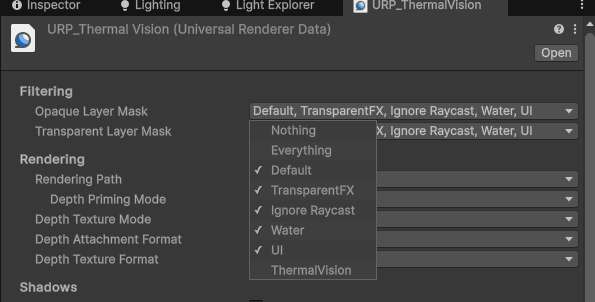 Inspector Lighting Light Explorer URP_ThermalVision
URP_Thermal Vision (Universal Renderer Data)
Open
Filtering
Opaque Layer Mask Default, TransparentFX, Ignore Raycast, Water, UI
Transparent Layer Mask X, Ignore Raycast, Water, UI
Nothing
Everything
Rendering
Default
Rendering Path
TransparentFX
Depth Priming Mode
Ignore Raycast
Depth Texture Mode
Water
Depth Attachment Format
UI
Depth Texture Format
ThermalVision
Shadows